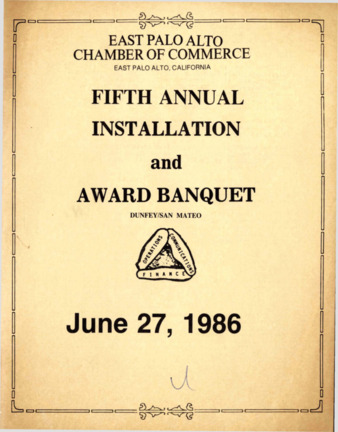 EAST PALO ALTO
CHAMBER OF COMMERCE
EAST PALO ALTO, CALIFORNIA
FIFTH ANNUAL
INSTALLATION
and
AWARD BANQUET
DUNFEY/SAN MATEO
OPERATIONS
COMMUNICATIONS
FINANCE
June 27, 1986